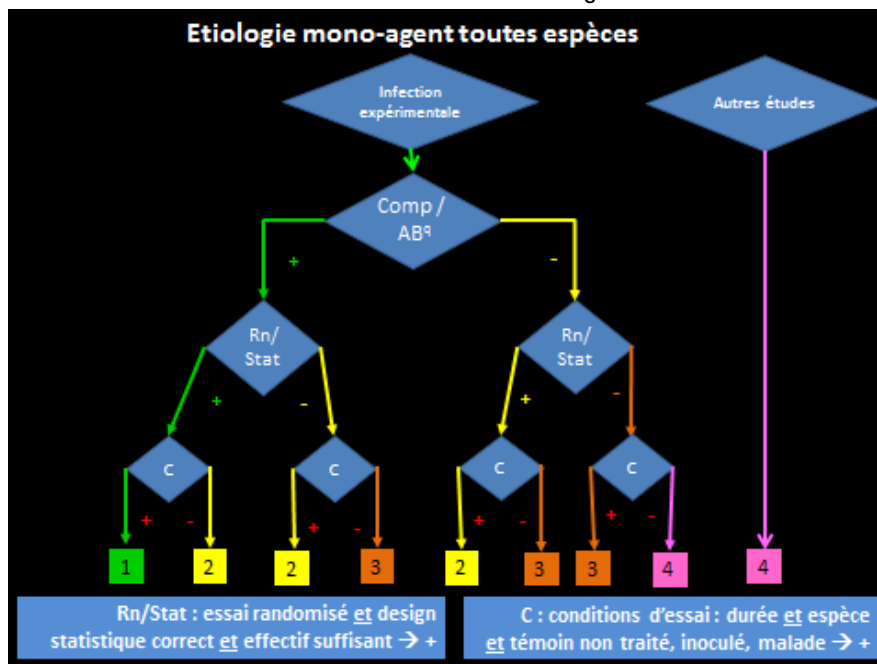 Etiologie mono-agent toutes espèces
Infection
expérimentale
Autres études
Comp /
ABq
+
-
Rn/
Stat
Rn/
Stat
+
-
+
-
C
C
C
C
+
-
+
-
+
-
+
-
1
2
2
3
2
3
3
4
4
Rn/Stat : essai randomisé et design
statistique correct et effectif suffisant → +
C : conditions d'essai : durée et espèce
et témoin non traité, inoculé, malade → +